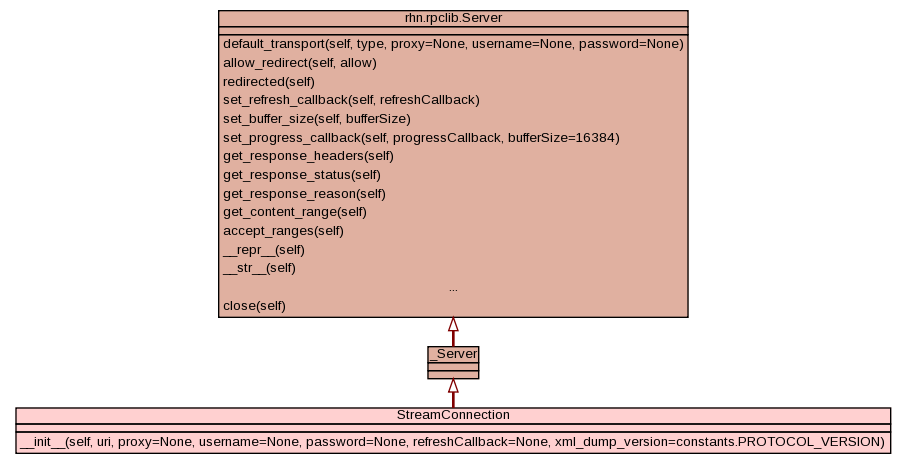 rhn.rpclib.Server
default_transport(self, type, proxy=None, username=None, password=None)
allow_redirect(self, allow)
redirected(self)
set_refresh_callback(self, refreshCallback)
set_buffer_size(self, bufferSize)
set_progress_callback(self, progressCallback, bufferSize=16384)
get_response_headers(self)
get_response_status(self)
get_response_reason(self)
get_content_range(self)
accept_ranges(self)
__repr__(self)
__str__(self)
...
close(self)
_Server
StreamConnection
__init__(self, uri, proxy=None, username=None, password=None, refreshCallback=None, xml_dump_version=constants.PROTOCOL_VERSION)